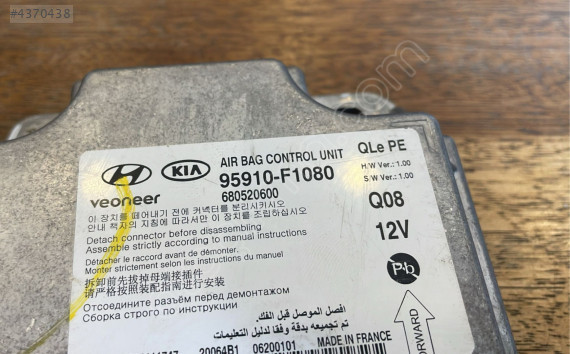 #4370438
AIR BAG CONTROL UNIT
QLe PE
HYUNDAI KIA
95910-F1080
H/W Ver.: 1.00
S/W Ver.: 1.00
veoneer
680520600
Q08
이 장치를 떼어내기 전에 커넥터를 분리시키시오
안내 책자의 지침에 따라서만 이 장치를 조립하십시오
12V
Detach connector before disassembling
Assemble strictly according to manual instructions
Détacher le raccord avant de démonter.
Monter strictement selon les instructions du manuel
Pb
拆卸前先拔掉母端接插件
请严格按照装配指南进行安装
Отсоедините разъём перед демонтажом
Сборка строго по инструкции
افصل الموصل قبل الفك.
تم تجميعه بدقة وفقا لدليل التعليمات
FORWARD
20064B1 06200101 MADE IN FRANCE